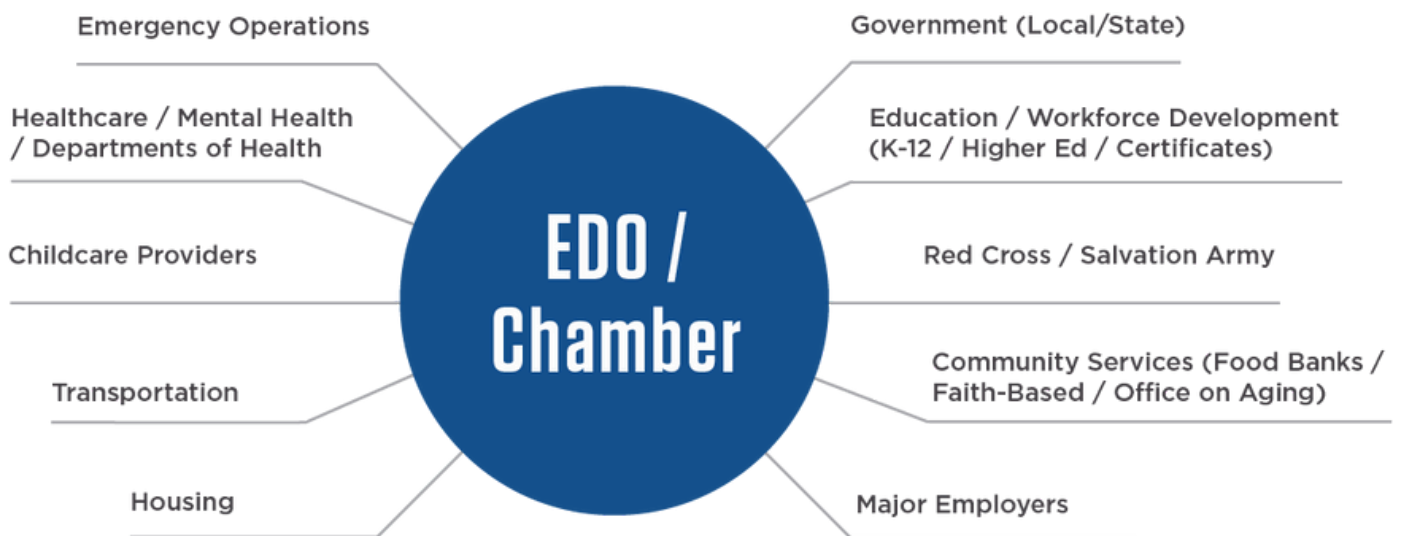 Emergency Operations
Government (Local/State)
Healthcare / Mental Health
/ Departments of Health
Education / Workforce Development
(K-12 / Higher Ed / Certificates)
EDO /
Chamber
Childcare Providers
Red Cross / Salvation Army
Transportation
Community Services (Food Banks /
Faith-Based / Office on Aging)
Housing
Major Employers